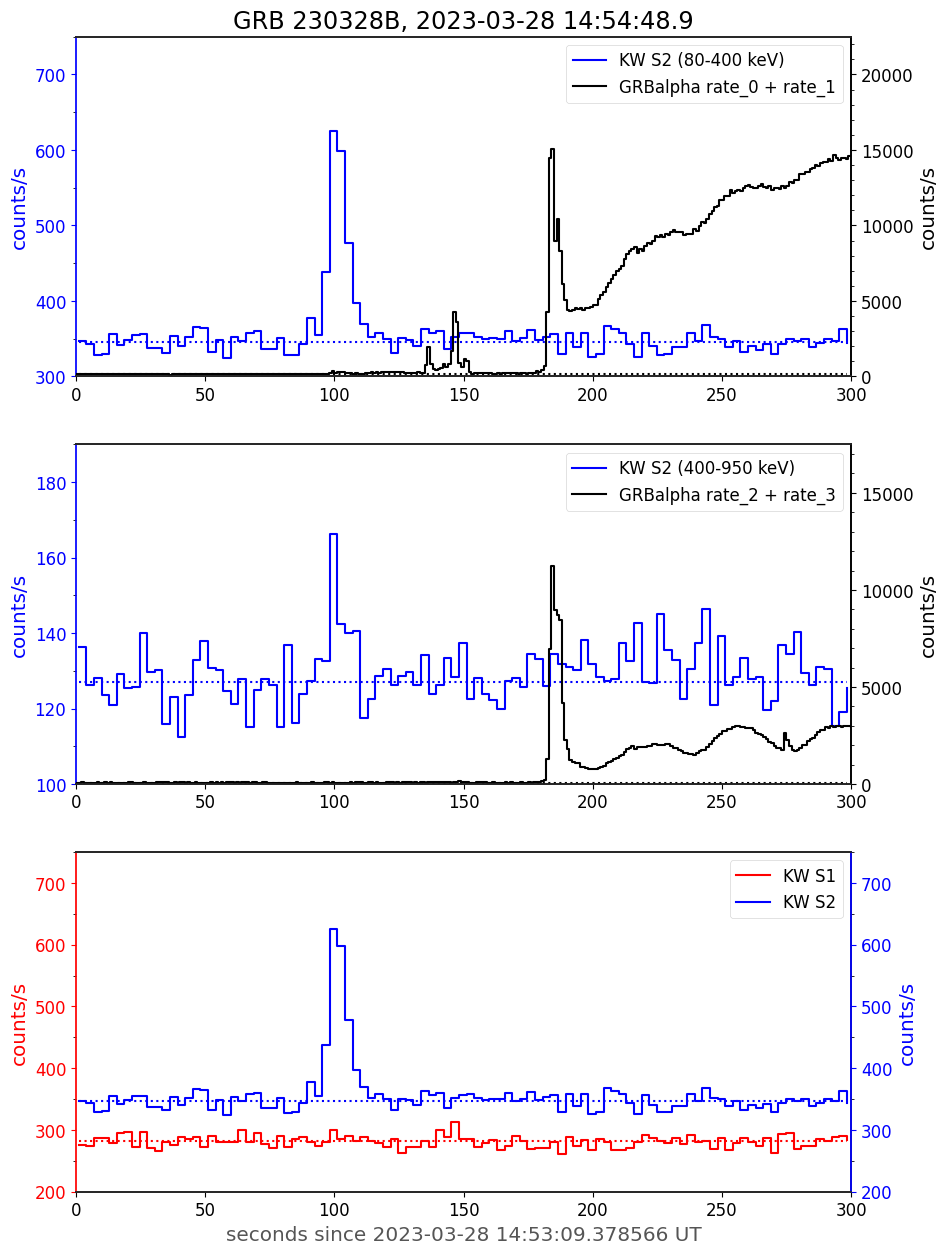 GRB 230328B, 2023-03-28 14:54:48.9
KW S2 (80-400 keV)
GRBalpha rate_0 + rate_1
counts/s
700
600
500
400
300
20000
15000
10000
5000
0
counts/s
0 50 100 150 200 250 300
KW S2 (400-950 keV)
GRBalpha rate_2 + rate_3
counts/s
180
160
140
120
100
15000
10000
5000
0
counts/s
0 50 100 150 200 250 300
KW S1
KW S2
counts/s
700
600
500
400
300
200
700
600
500
400
300
200
counts/s
0 50 100 150 200 250 300
seconds since 2023-03-28 14:53:09.378566 UT